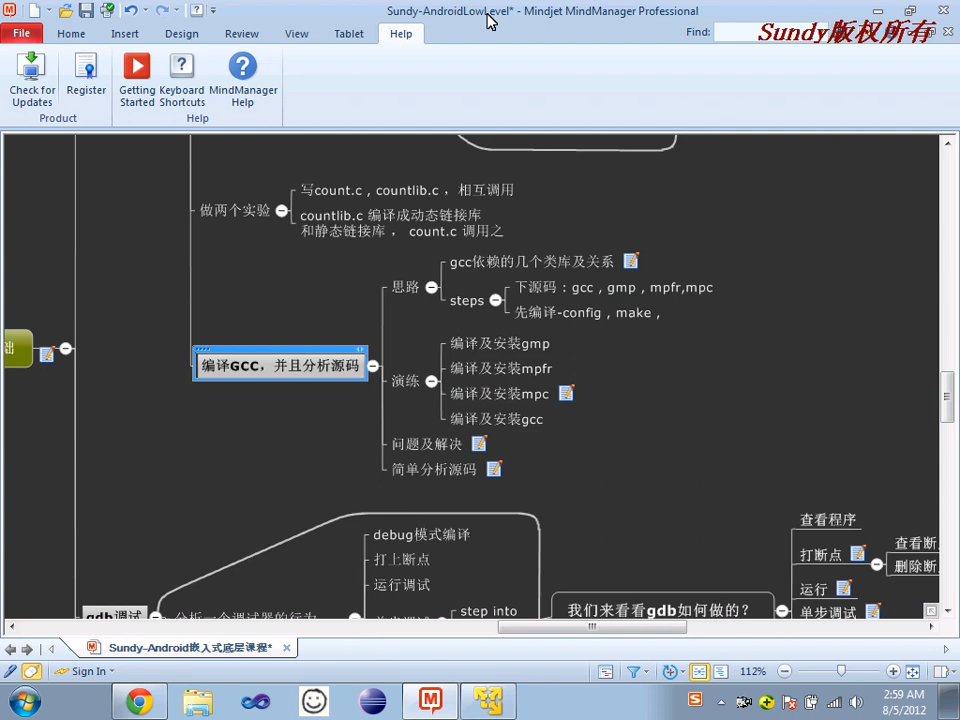 Sundy-AndroidLowLevel* - Mindjet MindManager Professional
File Home Insert Design Review View Tablet Help
Find:
Sundy版权所有
Check for Updates
Register
Getting Started
Keyboard Shortcuts
MindManager Help
Product
Help
做两个实验
写count.c , countlib.c ，相互调用
countlib.c 编译成动态链接库
和静态链接库 ， count.c 调用之
gcc依赖的几个类库及关系
思路
steps
下源码：gcc , gmp , mpfr,mpc
先编译-config , make ,
础
编译GCC，并且分析源码
演练
编译及安装gmp
编译及安装mpfr
编译及安装mpc
编译及安装gcc
问题及解决
简单分析源码
debug模式编译
打上断点
运行调试
step into
gdb调试
分析一个调试器的行为
我们来看看gdb如何做的？
查看程序
打断点
查看断
删除断
运行
单步调试
Sundy-Android嵌入式底层课程*
Sign In
112%
2:59 AM
8/5/2012